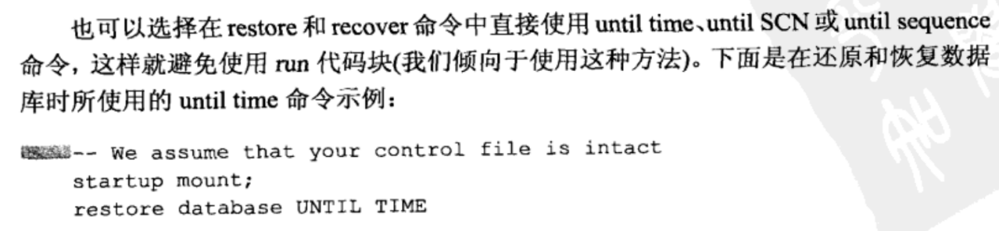 也可以选择在 restore 和 recover 命令中直接使用 until time、until SCN 或 until sequence
命令，这样就避免使用 run 代码块(我们倾向于使用这种方法)。下面是在还原和恢复数据
库时所使用的 until time 命令示例：
-- We assume that your control file is intact
startup mount;
restore database UNTIL TIME